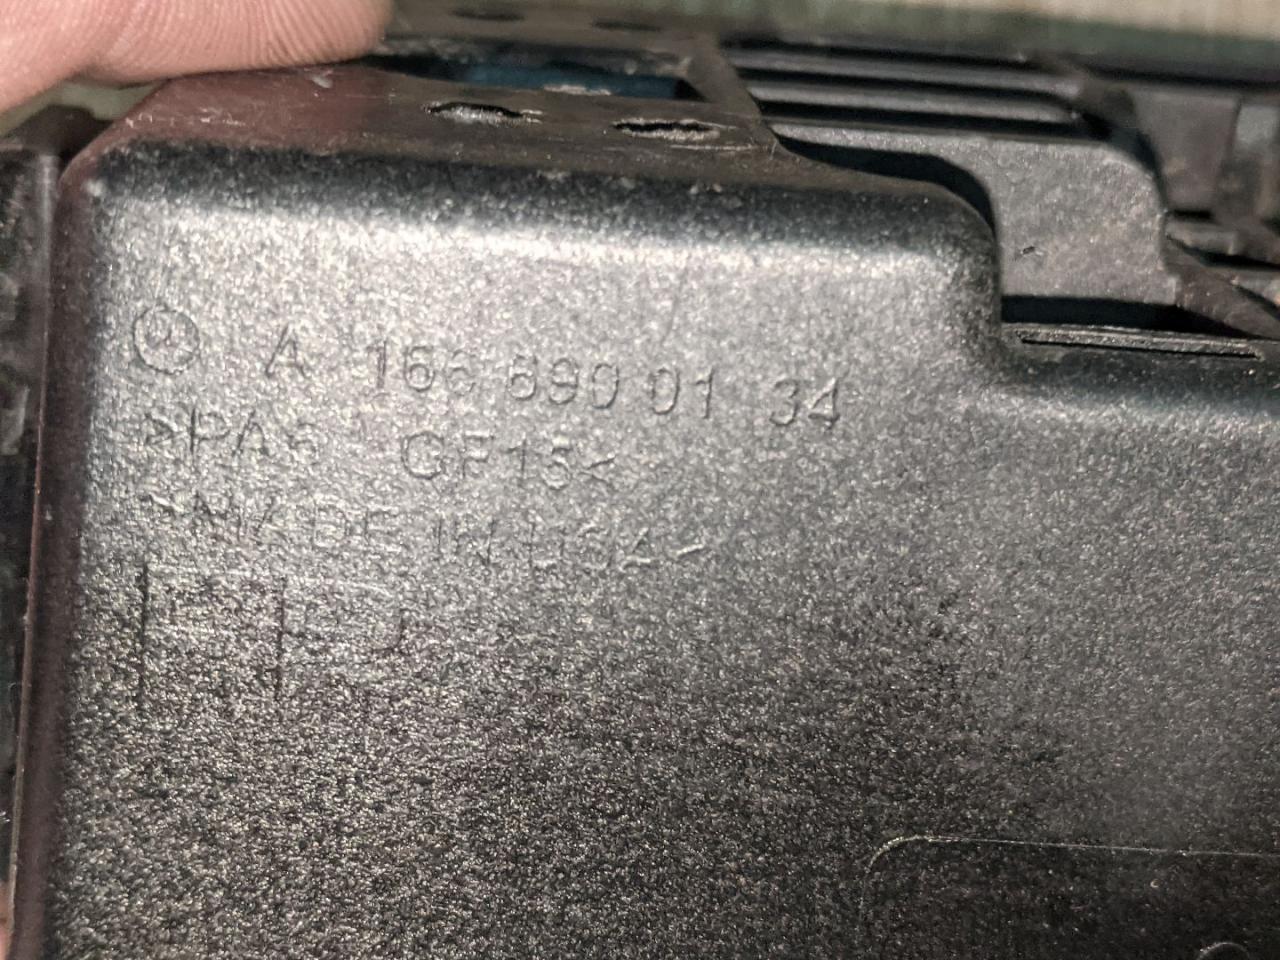 A 166 690 01 34
>PA6 GF15<
>MADE IN USA<